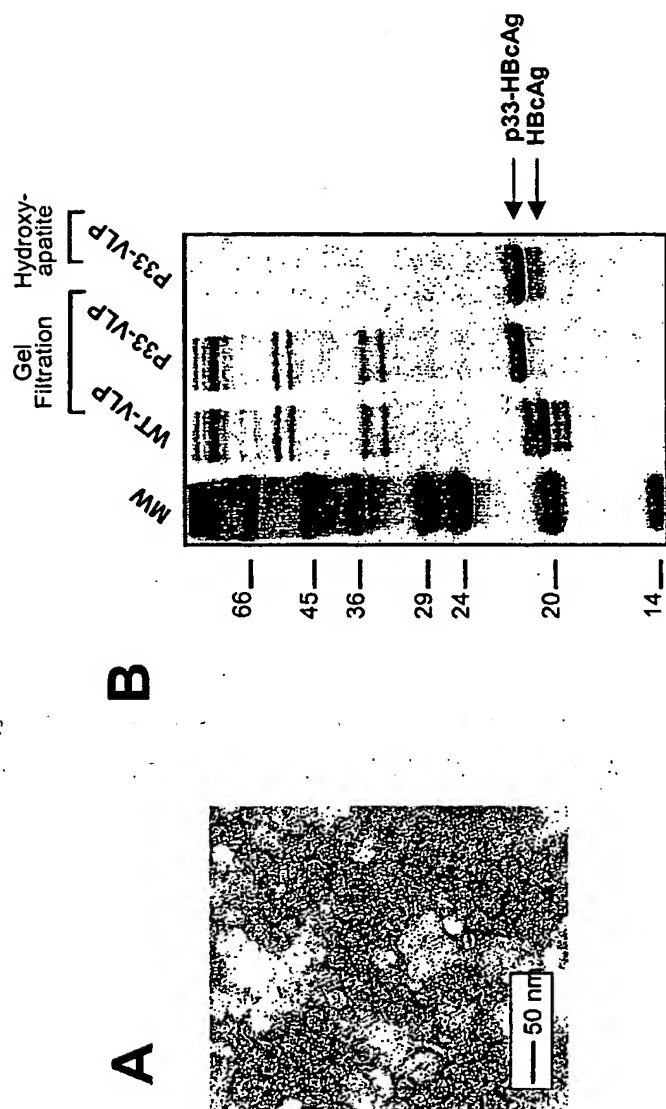 A
50 nm
B
Gel
Filtration
Hydroxy-
apatite
MW
WT-VLP
P33-VLP
P33-VLP
66
45
36
29
24
20
14
p33-HBcAg
HBcAg